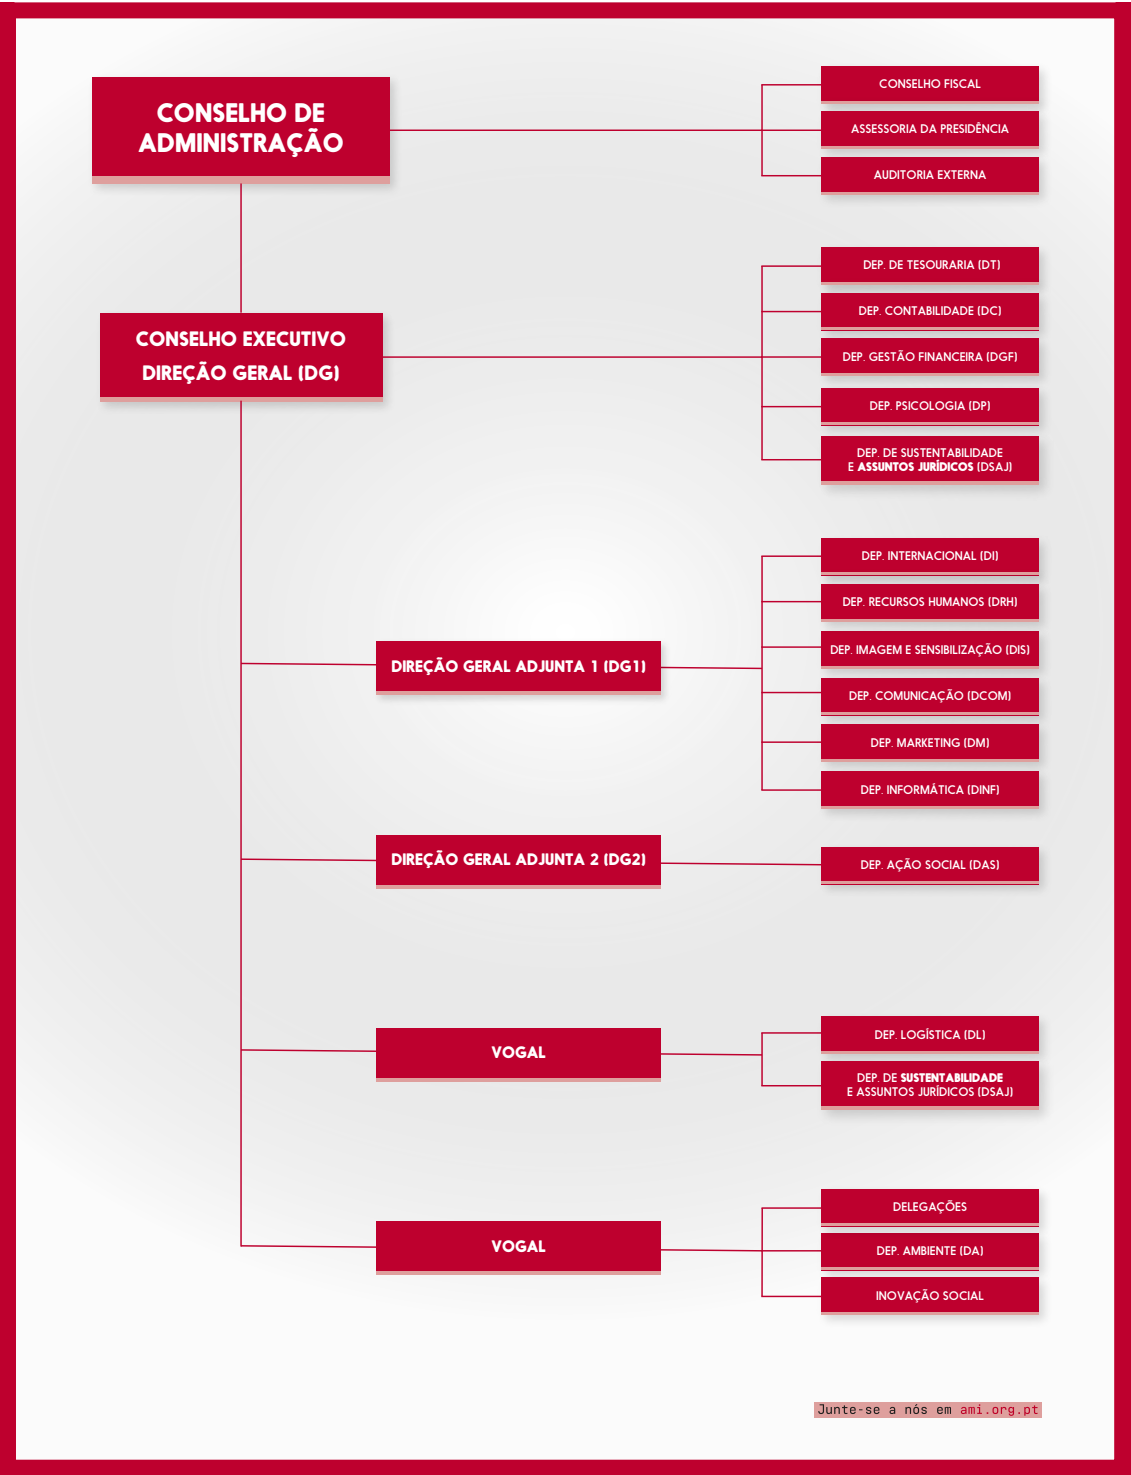 CONSELHO DE
ADMINISTRAÇÃO
CONSELHO FISCAL
ASSESSORIA DA PRESIDÊNCIA
AUDITORIA EXTERNA
CONSELHO EXECUTIVO
DIREÇÃO GERAL (DG)
DEP. DE TESOURARIA (DT)
DEP. CONTABILIDADE (DC)
DEP. GESTÃO FINANCEIRA (DGF)
DEP. PSICOLOGIA (DP)
DEP. DE SUSTENTABILIDADE
E ASSUNTOS JURÍDICOS (DSAJ)
DIREÇÃO GERAL ADJUNTA 1 (DG1)
DEP. INTERNACIONAL (DI)
DEP. RECURSOS HUMANOS (DRH)
DEP. IMAGEM E SENSIBILIZAÇÃO (DIS)
DEP. COMUNICAÇÃO (DCOM)
DEP. MARKETING (DM)
DEP. INFORMÁTICA (DINF)
DIREÇÃO GERAL ADJUNTA 2 (DG2)
DEP. AÇÃO SOCIAL (DAS)
VOGAL
DEP. LOGÍSTICA (DL)
DEP. DE SUSTENTABILIDADE
E ASSUNTOS JURÍDICOS (DSAJ)
VOGAL
DELEGAÇÕES
DEP. AMBIENTE (DA)
INOVAÇÃO SOCIAL
Junte-se a nós em ami.org.pt